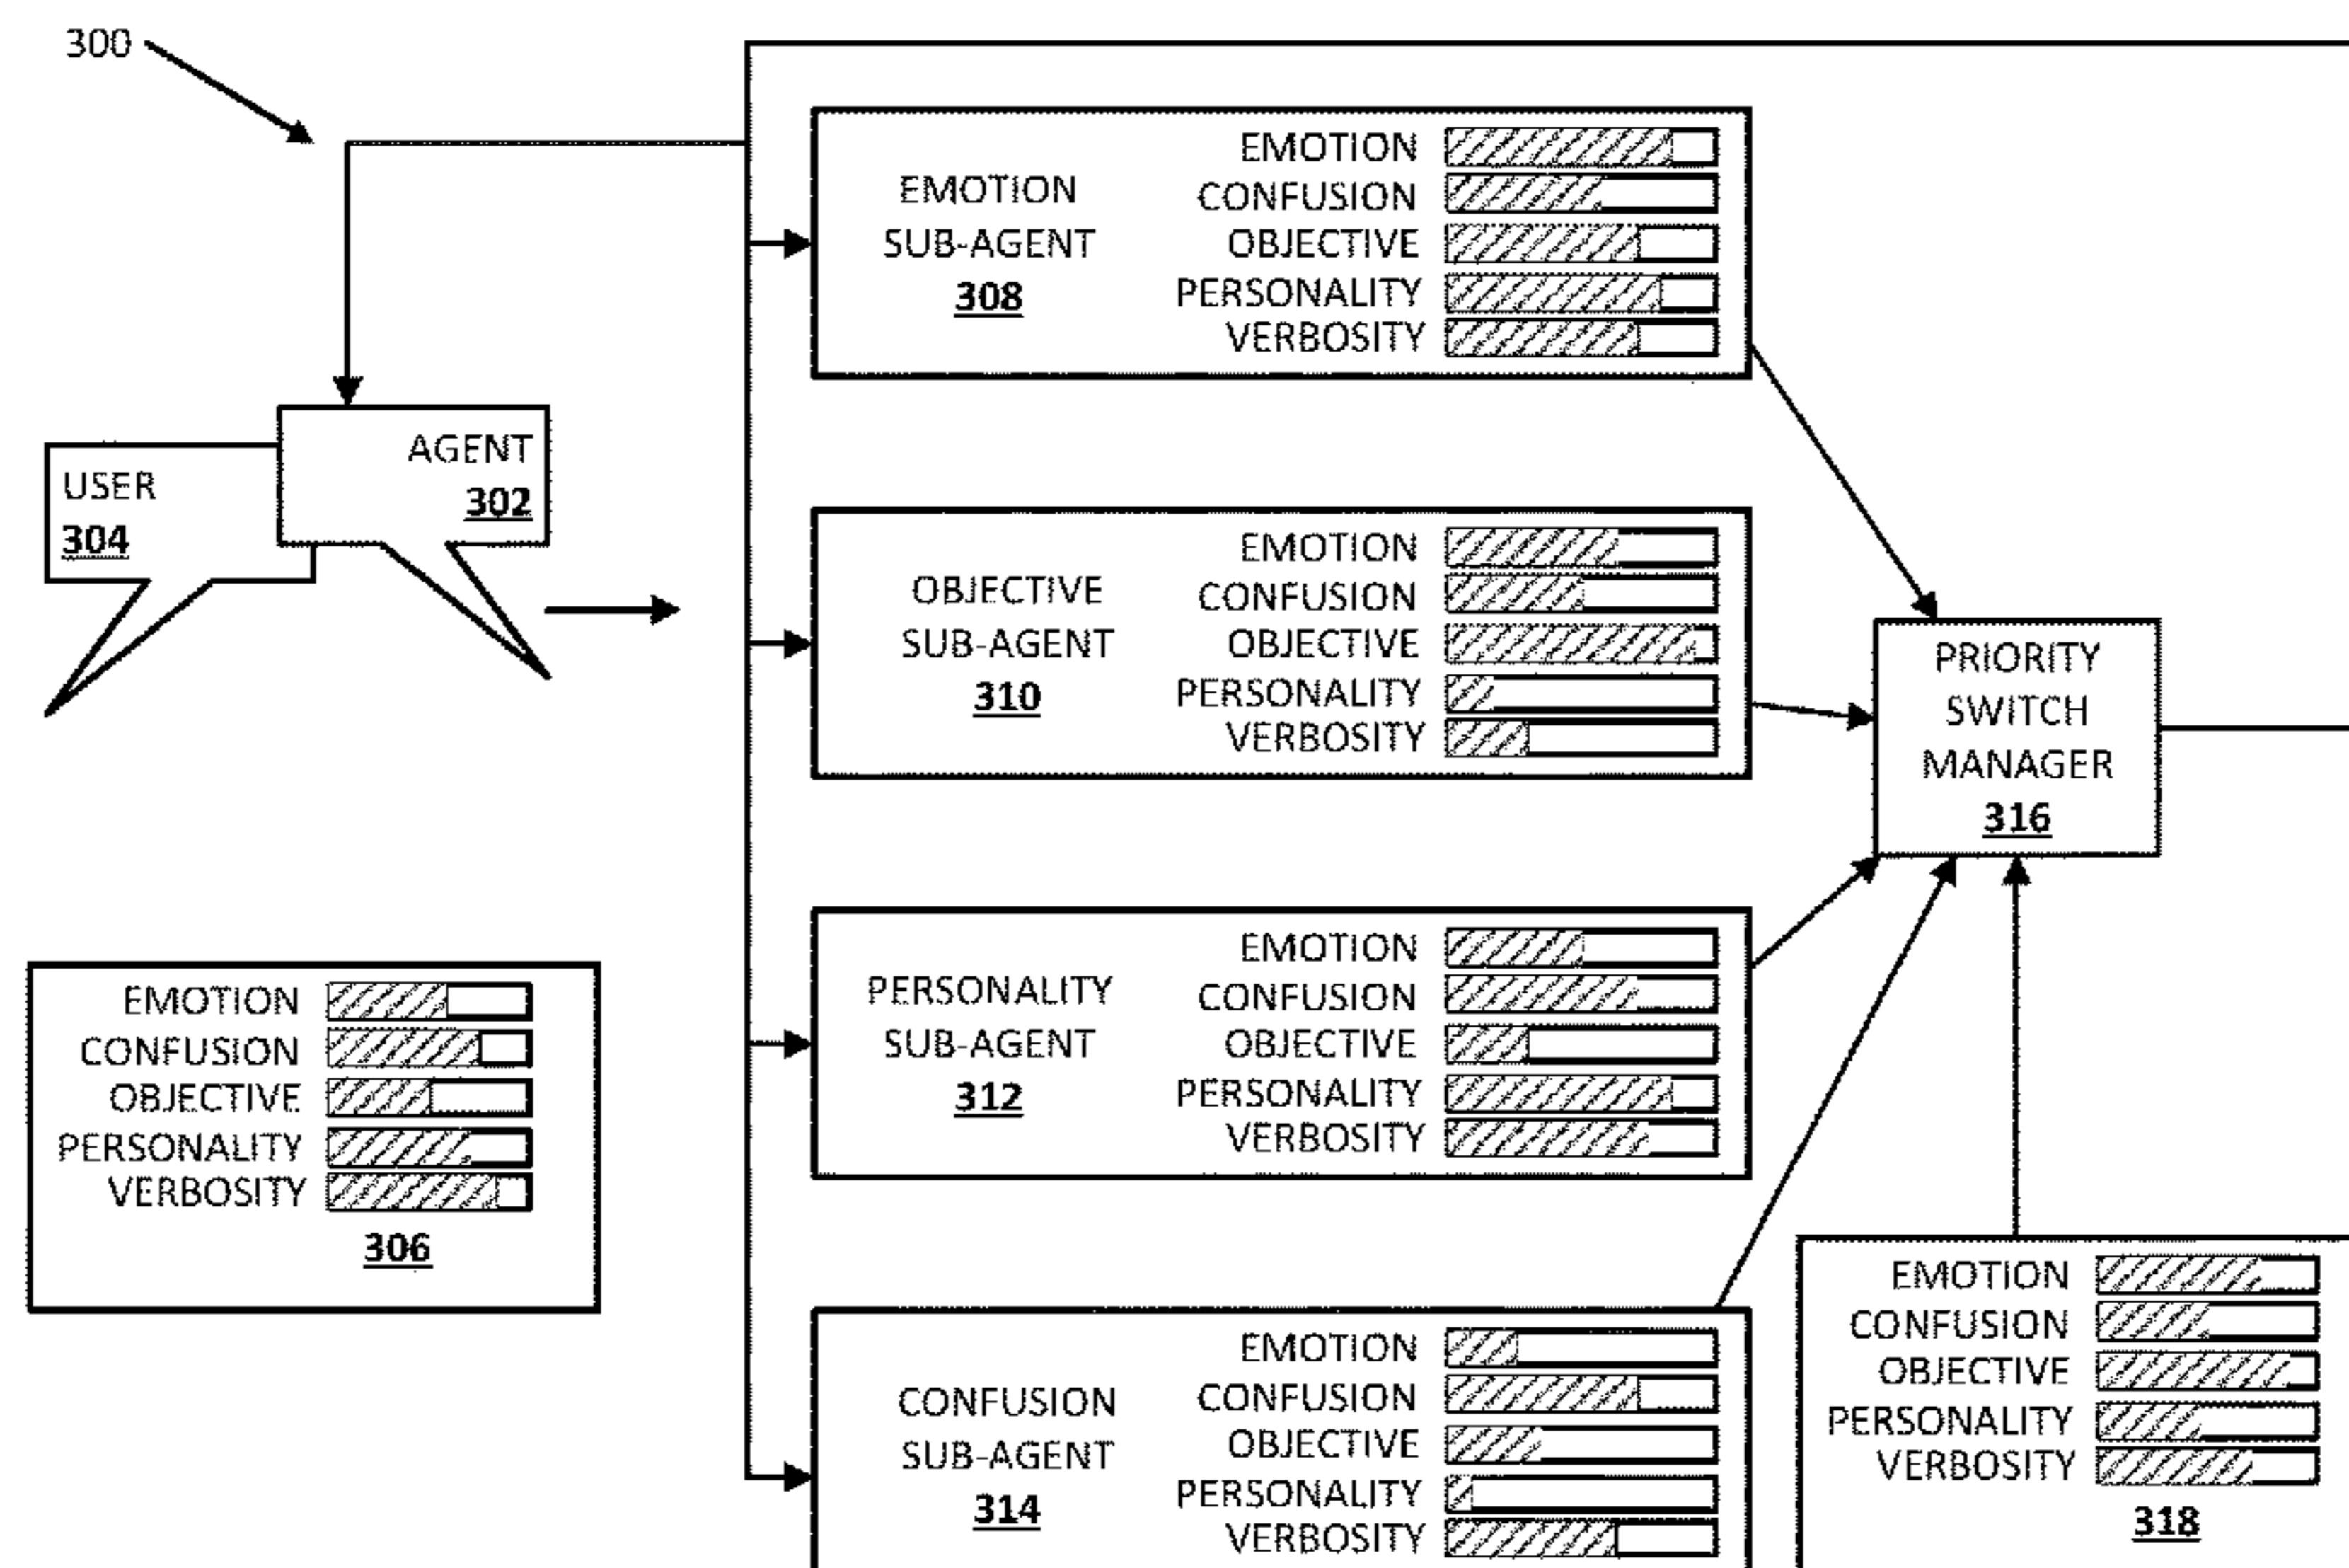 300
USER
304
AGENT
302
EMOTION
CONFUSION
OBJECTIVE
PERSONALITY
VERBOSITY
306
EMOTION
SUB-AGENT
308
EMOTION
CONFUSION
OBJECTIVE
PERSONALITY
VERBOSITY
OBJECTIVE
SUB-AGENT
310
EMOTION
CONFUSION
OBJECTIVE
PERSONALITY
VERBOSITY
PERSONALITY
SUB-AGENT
312
EMOTION
CONFUSION
OBJECTIVE
PERSONALITY
VERBOSITY
CONFUSION
SUB-AGENT
314
EMOTION
CONFUSION
OBJECTIVE
PERSONALITY
VERBOSITY
PRIORITY
SWITCH
MANAGER
316
EMOTION
CONFUSION
OBJECTIVE
PERSONALITY
VERBOSITY
318